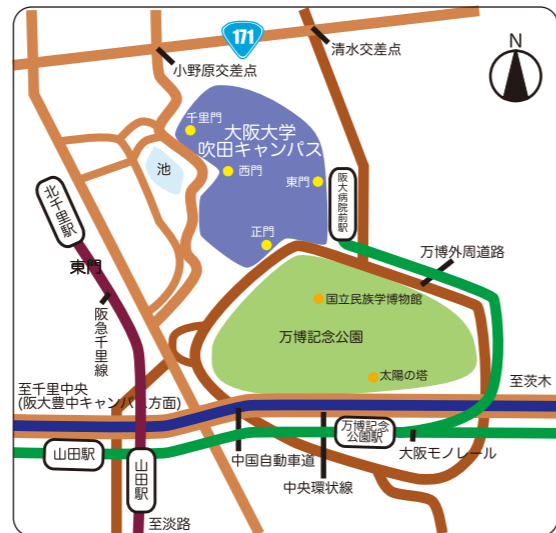 171
清水交差点
小野原交差点
N
千里門
大阪大学
吹田キャンパス
池
西門
東門
阪大病院前駅
正門
北千里駅
東門
万博外周道路
阪急千里線
国立民族学博物館
万博記念公園
太陽の塔
至千里中央
(阪大豊中キャンパス方面)
至茨木
山田駅
山田駅
万博記念
公園駅
中国自動車道
大阪モノレール
中央環状線
至淡路